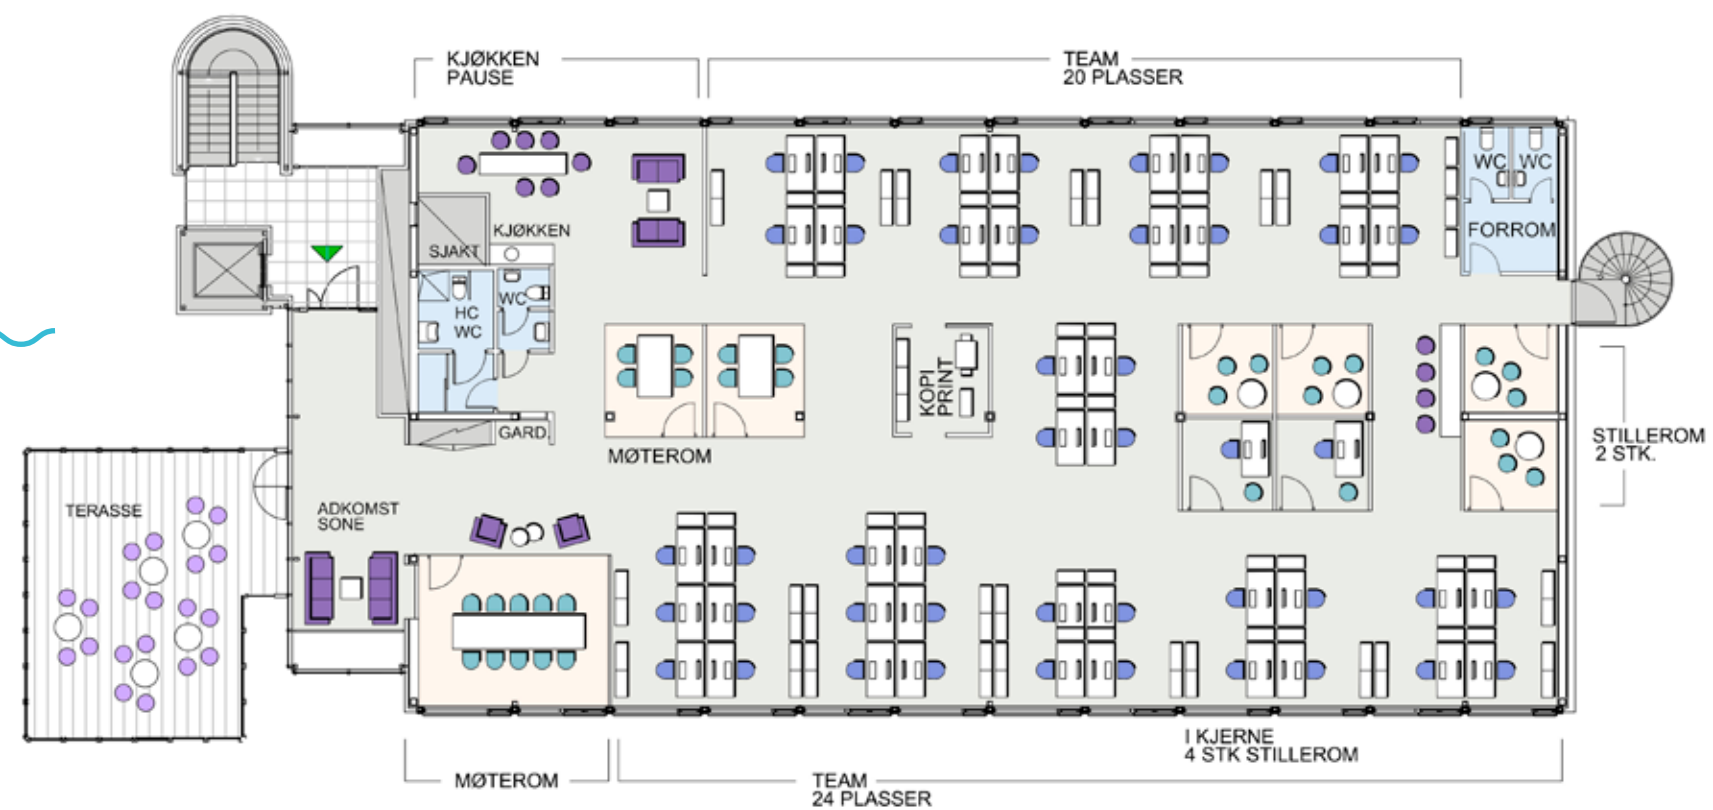 KJØKKEN
PAUSE
TEAM
20 PLASSER
WC
WC
FORROM
KJØKKEN
SJAKT
HC
WC
WC
GARD
KOPI
PRINT
MØTEROM
STILLEROM
2 STK.
TERASSE
ADKOMST
SONE
I KJERNE
4 STK STILLEROM
MØTEROM
TEAM
24 PLASSER